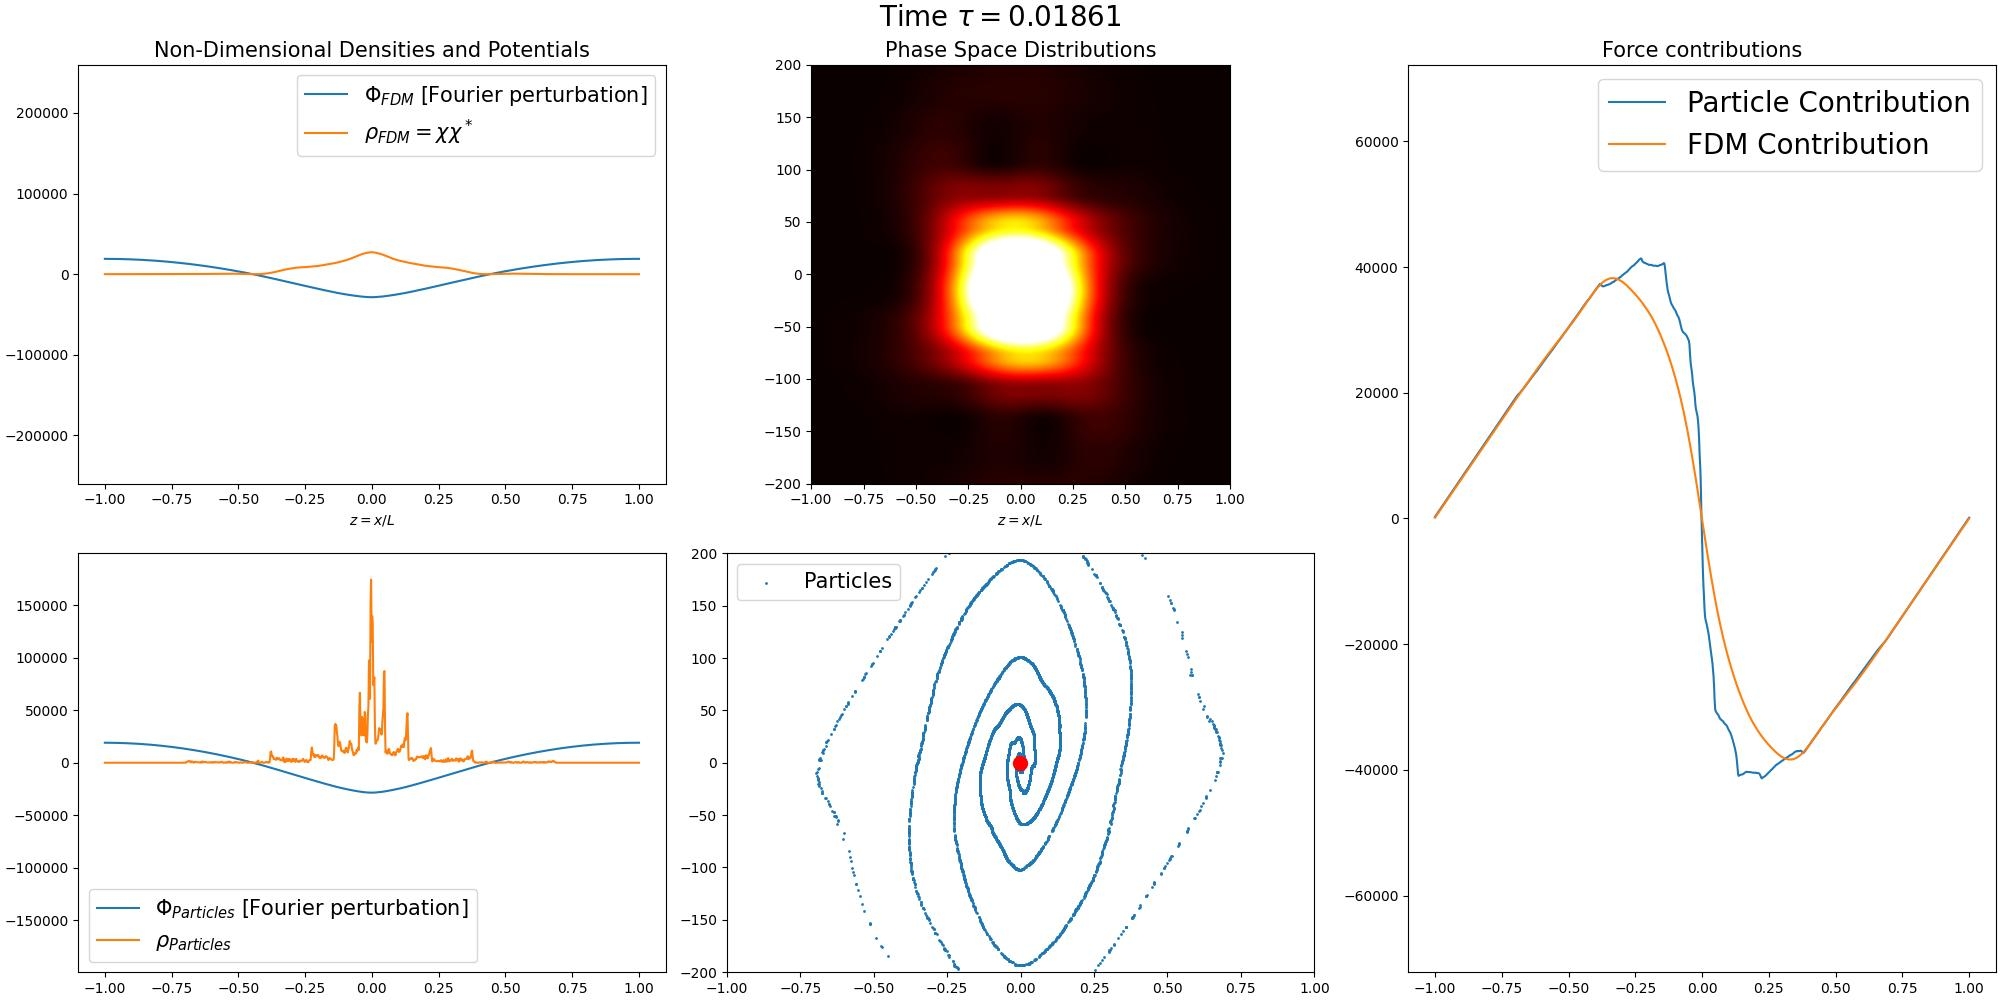 Time τ = 0.01861
Non-Dimensional Densities and Potentials
200000
100000
0
−100000
−200000
Φ_FDM [Fourier perturbation]
ρ_FDM = χχ*
−1.00 −0.75 −0.50 −0.25 0.00 0.25 0.50 0.75 1.00
z = x/L
Phase Space Distributions
200
150
100
50
0
−50
−100
−150
−200
−1.00 −0.75 −0.50 −0.25 0.00 0.25 0.50 0.75 1.00
z = x/L
Force contributions
Particle Contribution
FDM Contribution
60000
40000
20000
0
−20000
−40000
−60000
−1.00 −0.75 −0.50 −0.25 0.00 0.25 0.50 0.75 1.00
150000
100000
50000
0
−50000
−100000
−150000
Φ_Particles [Fourier perturbation]
ρ_Particles
−1.00 −0.75 −0.50 −0.25 0.00 0.25 0.50 0.75 1.00
Particles
200
150
100
50
0
−50
−100
−150
−200
−1.00 −0.75 −0.50 −0.25 0.00 0.25 0.50 0.75 1.00